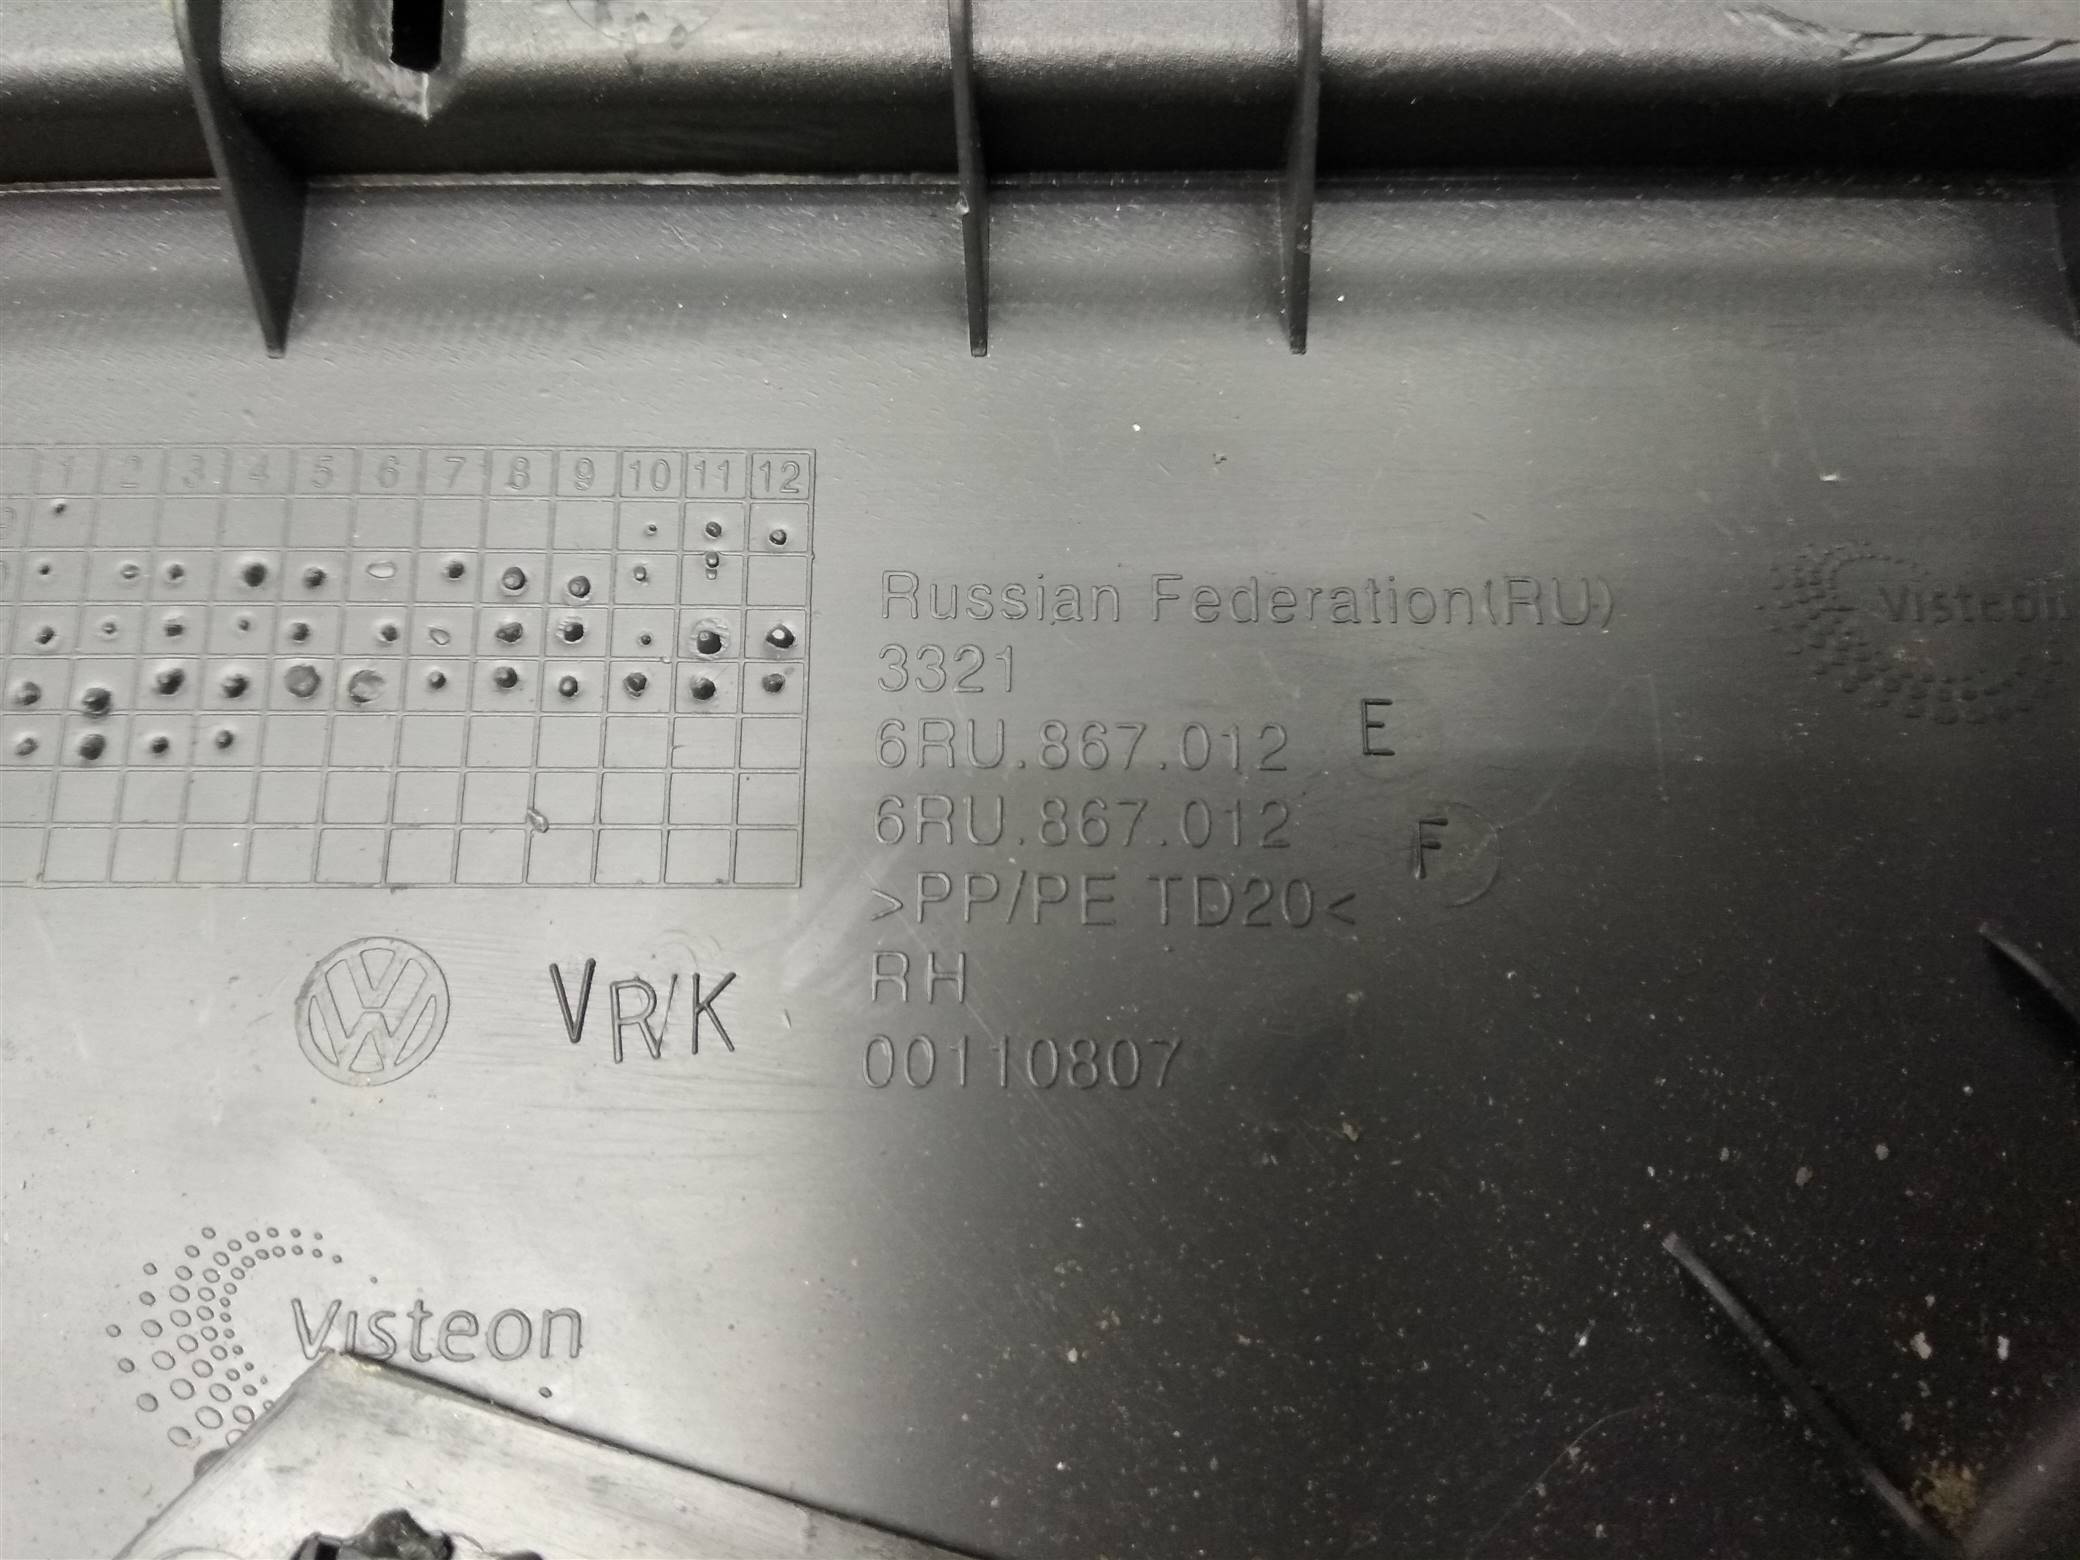 1 2 3 4 5 6 7 8 9 10 11 12
Russian Federation(RU)
3321
6RU.867.012 E
6RU.867.012 F
>PP/PE TD20<
RH
00110807
VR/K
Visteon
Visteon